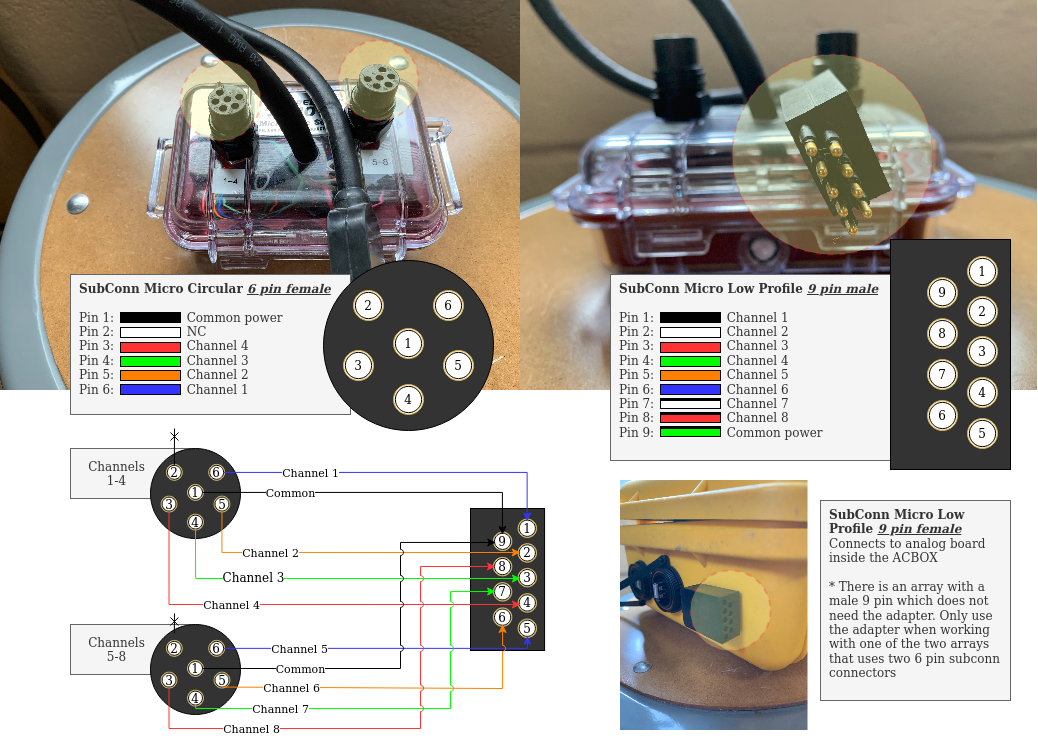 1-4
5-8
SubConn Micro Circular 6 pin female
Pin 1: Common power
Pin 2: NC
Pin 3: Channel 4
Pin 4: Channel 3
Pin 5: Channel 2
Pin 6: Channel 1
2 6
1
3 5
4
SubConn Micro Low Profile 9 pin male
Pin 1: Channel 1
Pin 2: Channel 2
Pin 3: Channel 3
Pin 4: Channel 4
Pin 5: Channel 5
Pin 6: Channel 6
Pin 7: Channel 7
Pin 8: Channel 8
Pin 9: Common power
1
9
2
8
3
7
4
6
5
Channels
1-4
2 6
1
3 5
4
Channel 1
Common
Channel 2
Channel 3
Channel 4
1
9
2
8
3
7
4
6
5
Channels
5-8
2 6
1
3 5
4
Channel 5
Common
Channel 6
Channel 7
Channel 8
SubConn Micro Low
Profile 9 pin female
Connects to analog board
inside the ACBOX
* There is an array with a
male 9 pin which does not
need the adapter. Only use
the adapter when working
with one of the two arrays
that uses two 6 pin subconn
connectors